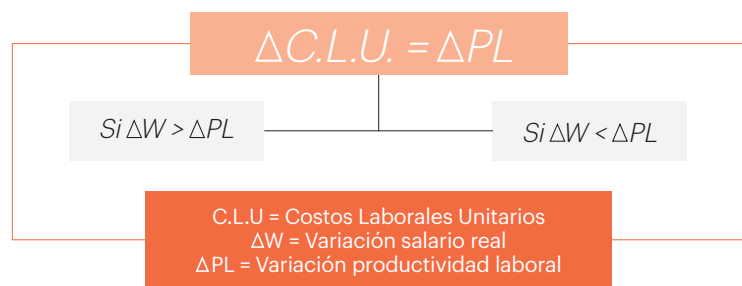 ΔC.L.U. = ΔPL
Si ΔW > ΔPL
Si ΔW < ΔPL
C.L.U = Costos Laborales Unitarios
ΔW = Variación salario real
ΔPL = Variación productividad laboral